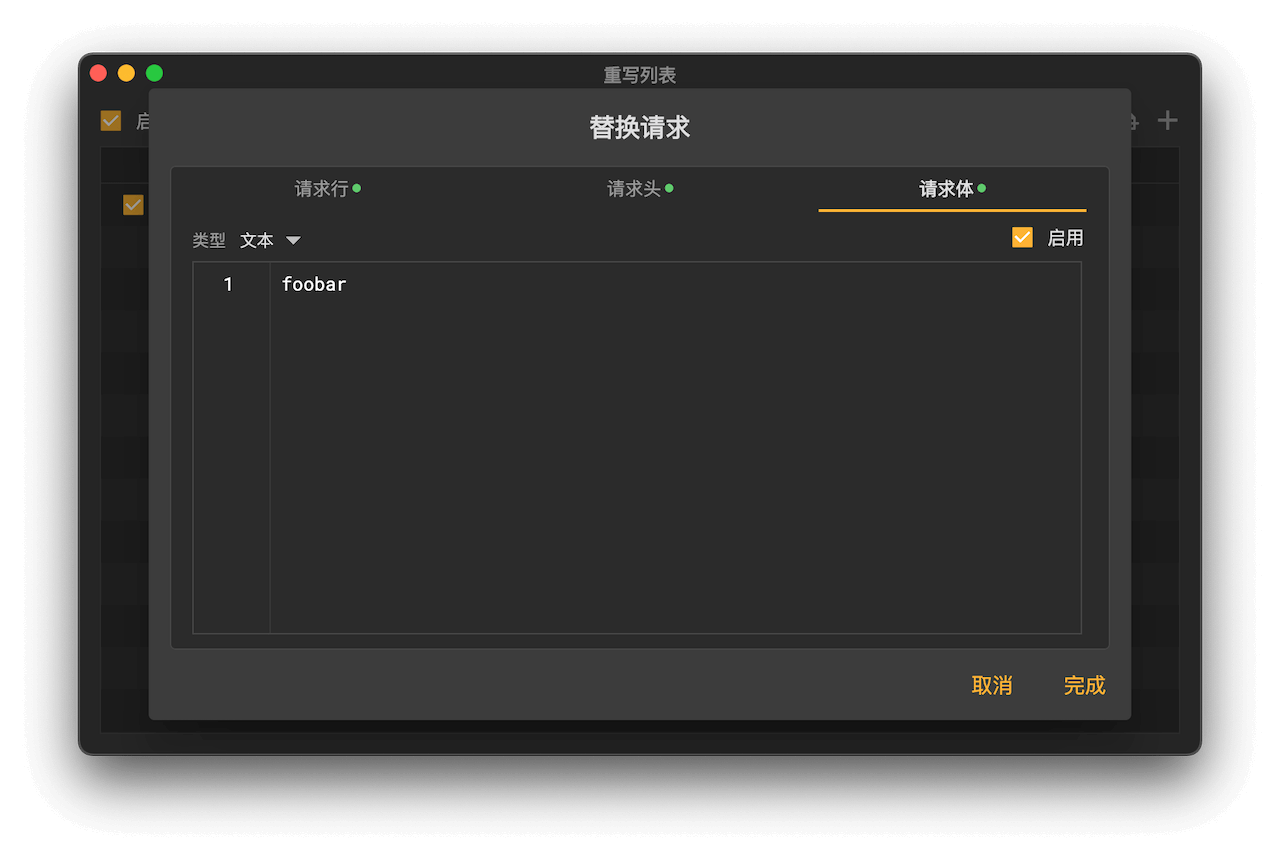 重写列表
启
替换请求
请求行 请求头 请求体
类型 文本 启用
1 foobar
取消 完成